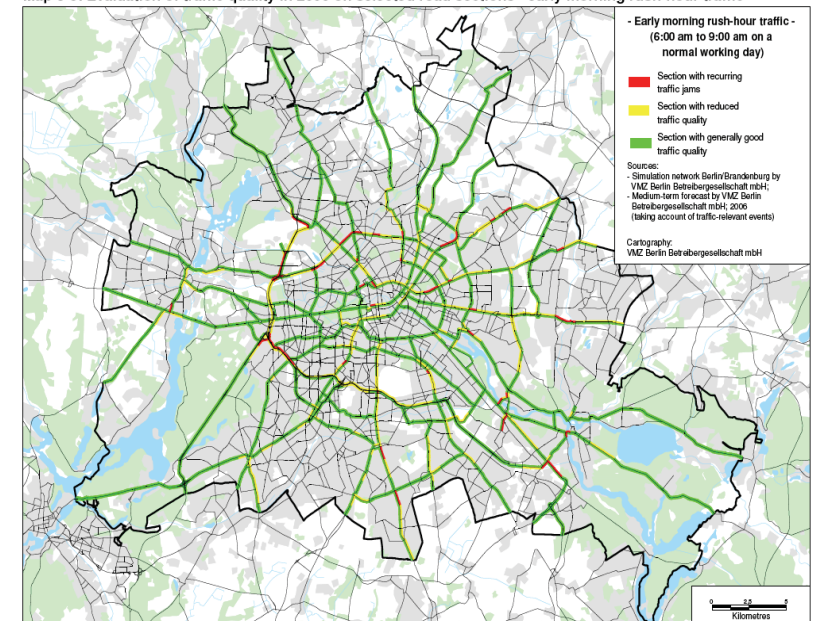 - Early morning rush-hour traffic -
(6:00 am to 9:00 am on a
normal working day)
Section with recurring
traffic jams
Section with reduced
traffic quality
Section with generally good
traffic quality
Sources:
- Simulation network Berlin/Brandenburg by
VMZ Berlin Betreibergesellschaft mbH;
- Medium-term forecast by VMZ Berlin
Betreibergesellschaft mbH; 2006
(taking account of traffic-relevant events)
Cartography:
VMZ Berlin Betreibergesellschaft mbH
0 2,5 5
Kilometres